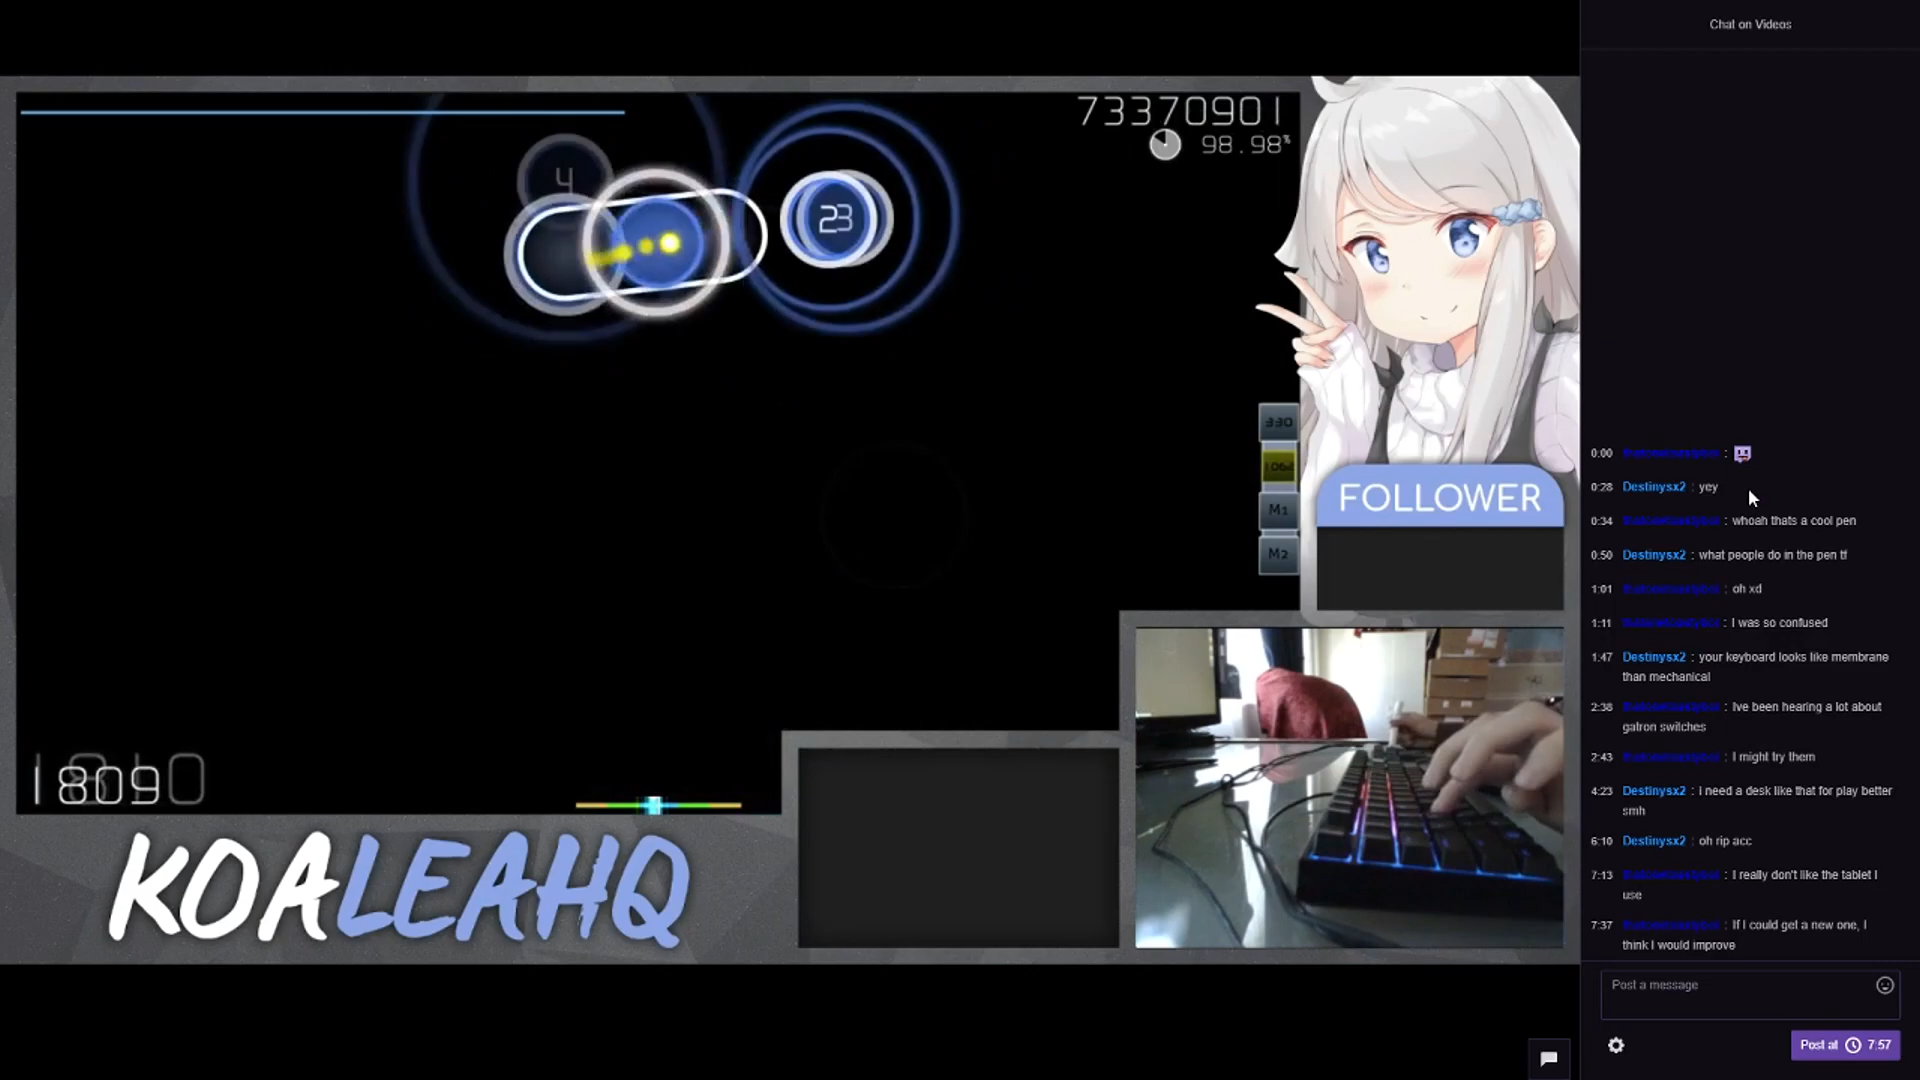 Chat on Videos
73370901
98.98%
4
23
330
1062
M1
M2
FOLLOWER
1809
KOALEAHQ
0:00 :
0:28 Destinysx2 : yey
0:34 : whoah thats a cool pen
0:50 Destinysx2 : what people do in the pen tf
1:01 : oh xd
1:11 : I was so confused
1:47 Destinysx2 : your keyboard looks like membrane
than mechanical
2:38 : Ive been hearing a lot about
gatron switches
2:43 : I might try them
4:23 Destinysx2 : i need a desk like that for play better
smh
6:10 Destinysx2 : oh rip acc
7:13 : I really don't like the tablet I
use
7:37 : If I could get a new one, I
think I would improve
Post a message
Post at 7:57